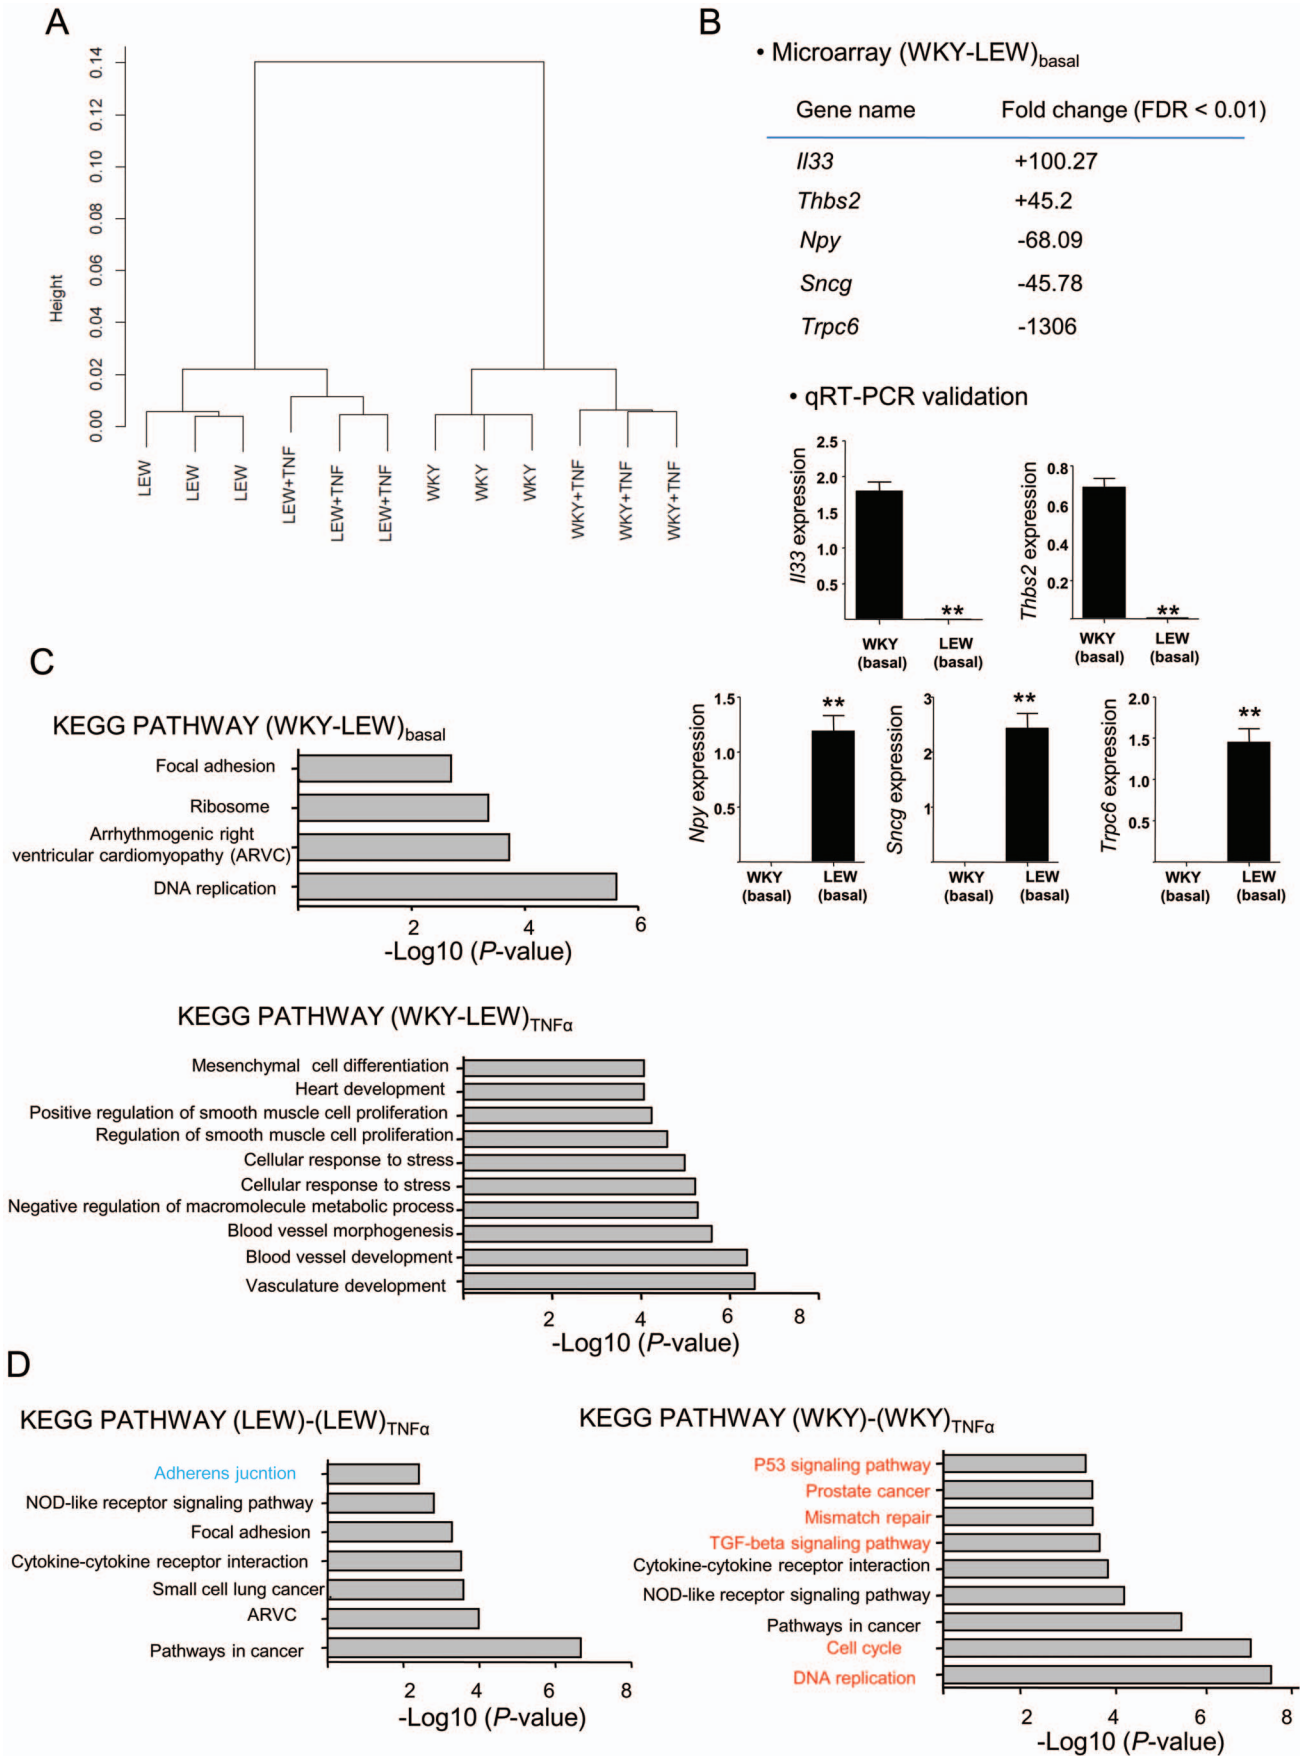 A
0.14
0.12
0.10
0.08
0.06
0.04
0.02
0.00
Height
LEW
LEW
LEW
LEW+TNF
LEW+TNF
LEW+TNF
WKY
WKY
WKY
WKY+TNF
WKY+TNF
WKY+TNF
B
• Microarray (WKY-LEW)basal
Gene name Fold change (FDR < 0.01)
Il33 +100.27
Thbs2 +45.2
Npy -68.09
Sncg -45.78
Trpc6 -1306
• qRT-PCR validation
Il33 expression
2.5
2.0
1.5
1.0
0.5
**
WKY (basal)
LEW (basal)
Thbs2 expression
0.8
0.6
0.4
0.2
**
WKY (basal)
LEW (basal)
Npy expression
1.5
1.0
0.5
**
WKY (basal)
LEW (basal)
Sncg expression
3
2
1
**
WKY (basal)
LEW (basal)
Trpc6 expression
2.0
1.5
1.0
0.5
**
WKY (basal)
LEW (basal)
C
KEGG PATHWAY (WKY-LEW)basal
Focal adhesion
Ribosome
Arrhythmogenic right
ventricular cardiomyopathy (ARVC)
DNA replication
2 4 6
-Log10 (P-value)
KEGG PATHWAY (WKY-LEW)TNFα
Mesenchymal cell differentiation
Heart development
Positive regulation of smooth muscle cell proliferation
Regulation of smooth muscle cell proliferation
Cellular response to stress
Cellular response to stress
Negative regulation of macromolecule metabolic process
Blood vessel morphogenesis
Blood vessel development
Vasculature development
2 4 6 8
-Log10 (P-value)
D
KEGG PATHWAY (LEW)-(LEW)TNFα
Adherens jucntion
NOD-like receptor signaling pathway
Focal adhesion
Cytokine-cytokine receptor interaction
Small cell lung cancer
ARVC
Pathways in cancer
2 4 6 8
-Log10 (P-value)
KEGG PATHWAY (WKY)-(WKY)TNFα
P53 signaling pathway
Prostate cancer
Mismatch repair
TGF-beta signaling pathway
Cytokine-cytokine receptor interaction
NOD-like receptor signaling pathway
Pathways in cancer
Cell cycle
DNA replication
2 4 6 8
-Log10 (P-value)